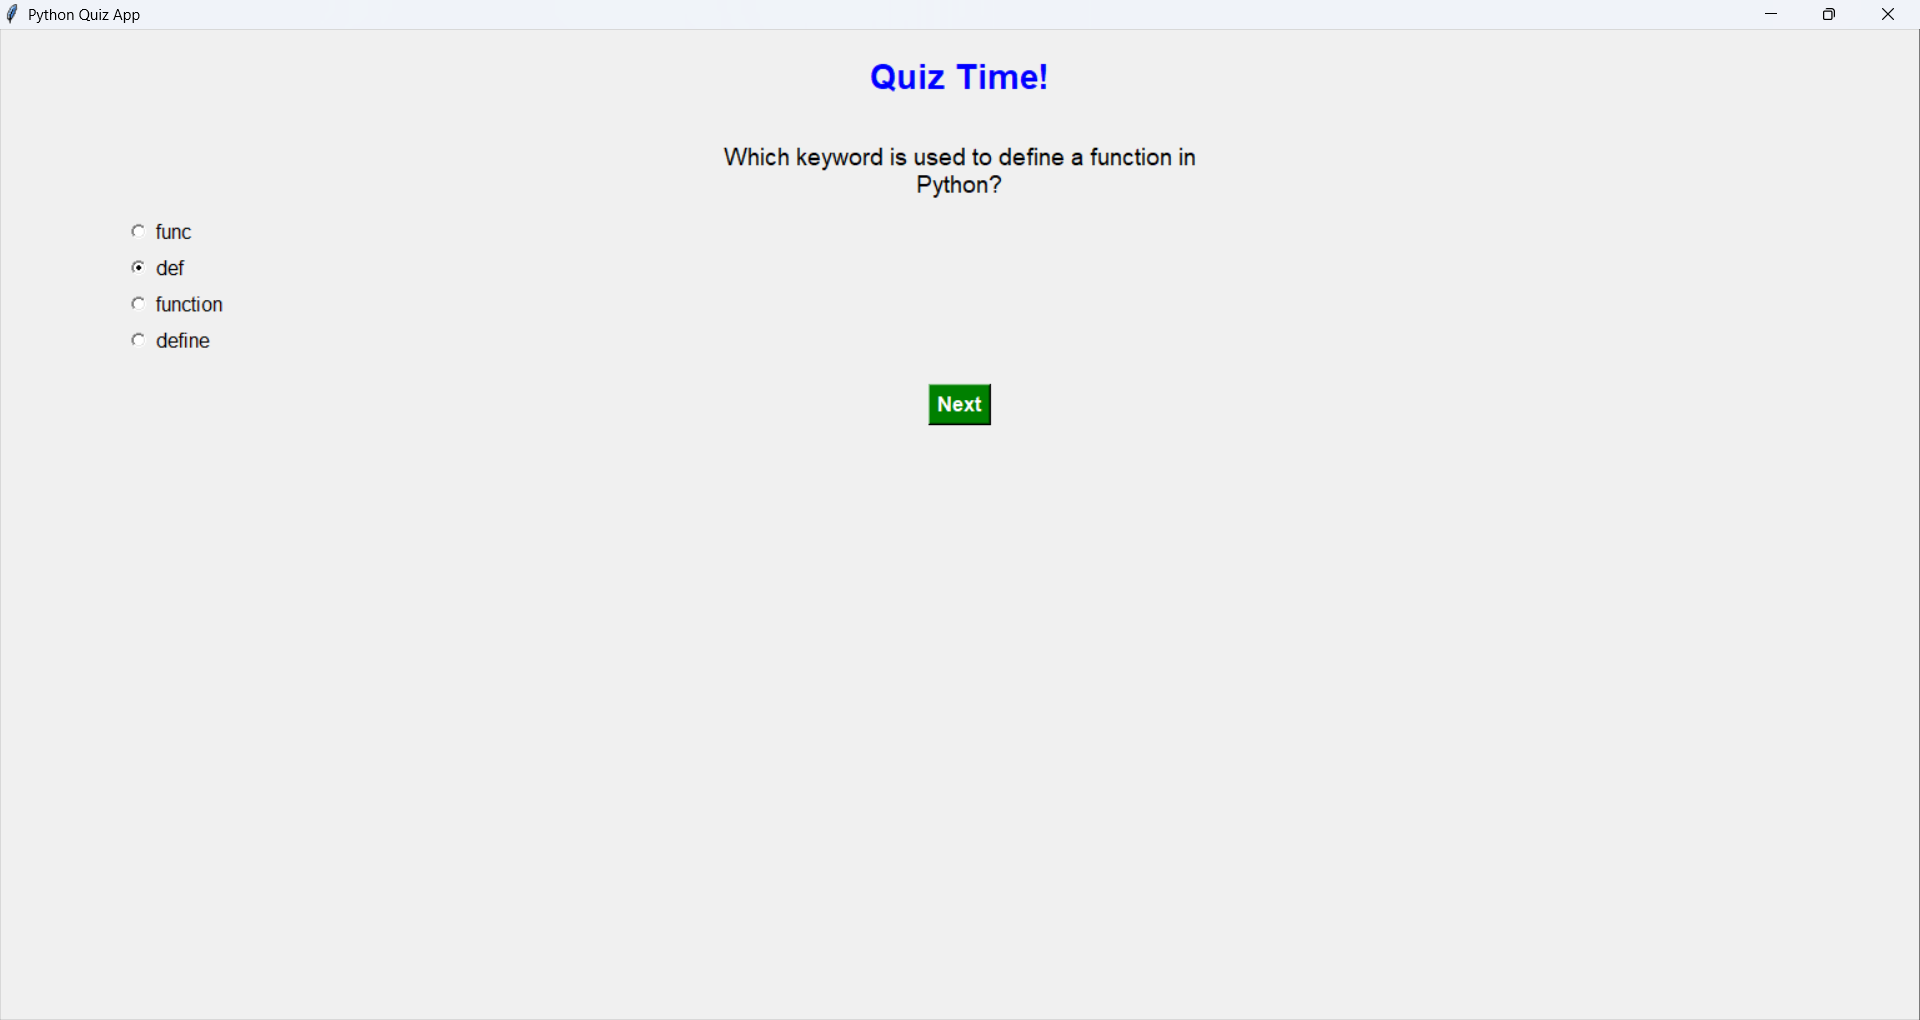 Python Quiz App
Quiz Time!
Which keyword is used to define a function in
Python?
func
def
function
define
Next